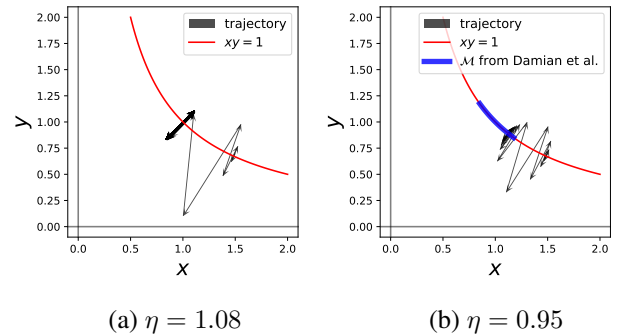 2.00
1.75
1.50
1.25
1.00
0.75
0.50
0.25
0.00
y
0.0 0.5 1.0 1.5 2.0
x
trajectory
xy = 1
(a) η = 1.08
2.00
1.75
1.50
1.25
1.00
0.75
0.50
0.25
0.00
y
0.0 0.5 1.0 1.5 2.0
x
trajectory
xy = 1
ℳ from Damian et al.
(b) η = 0.95